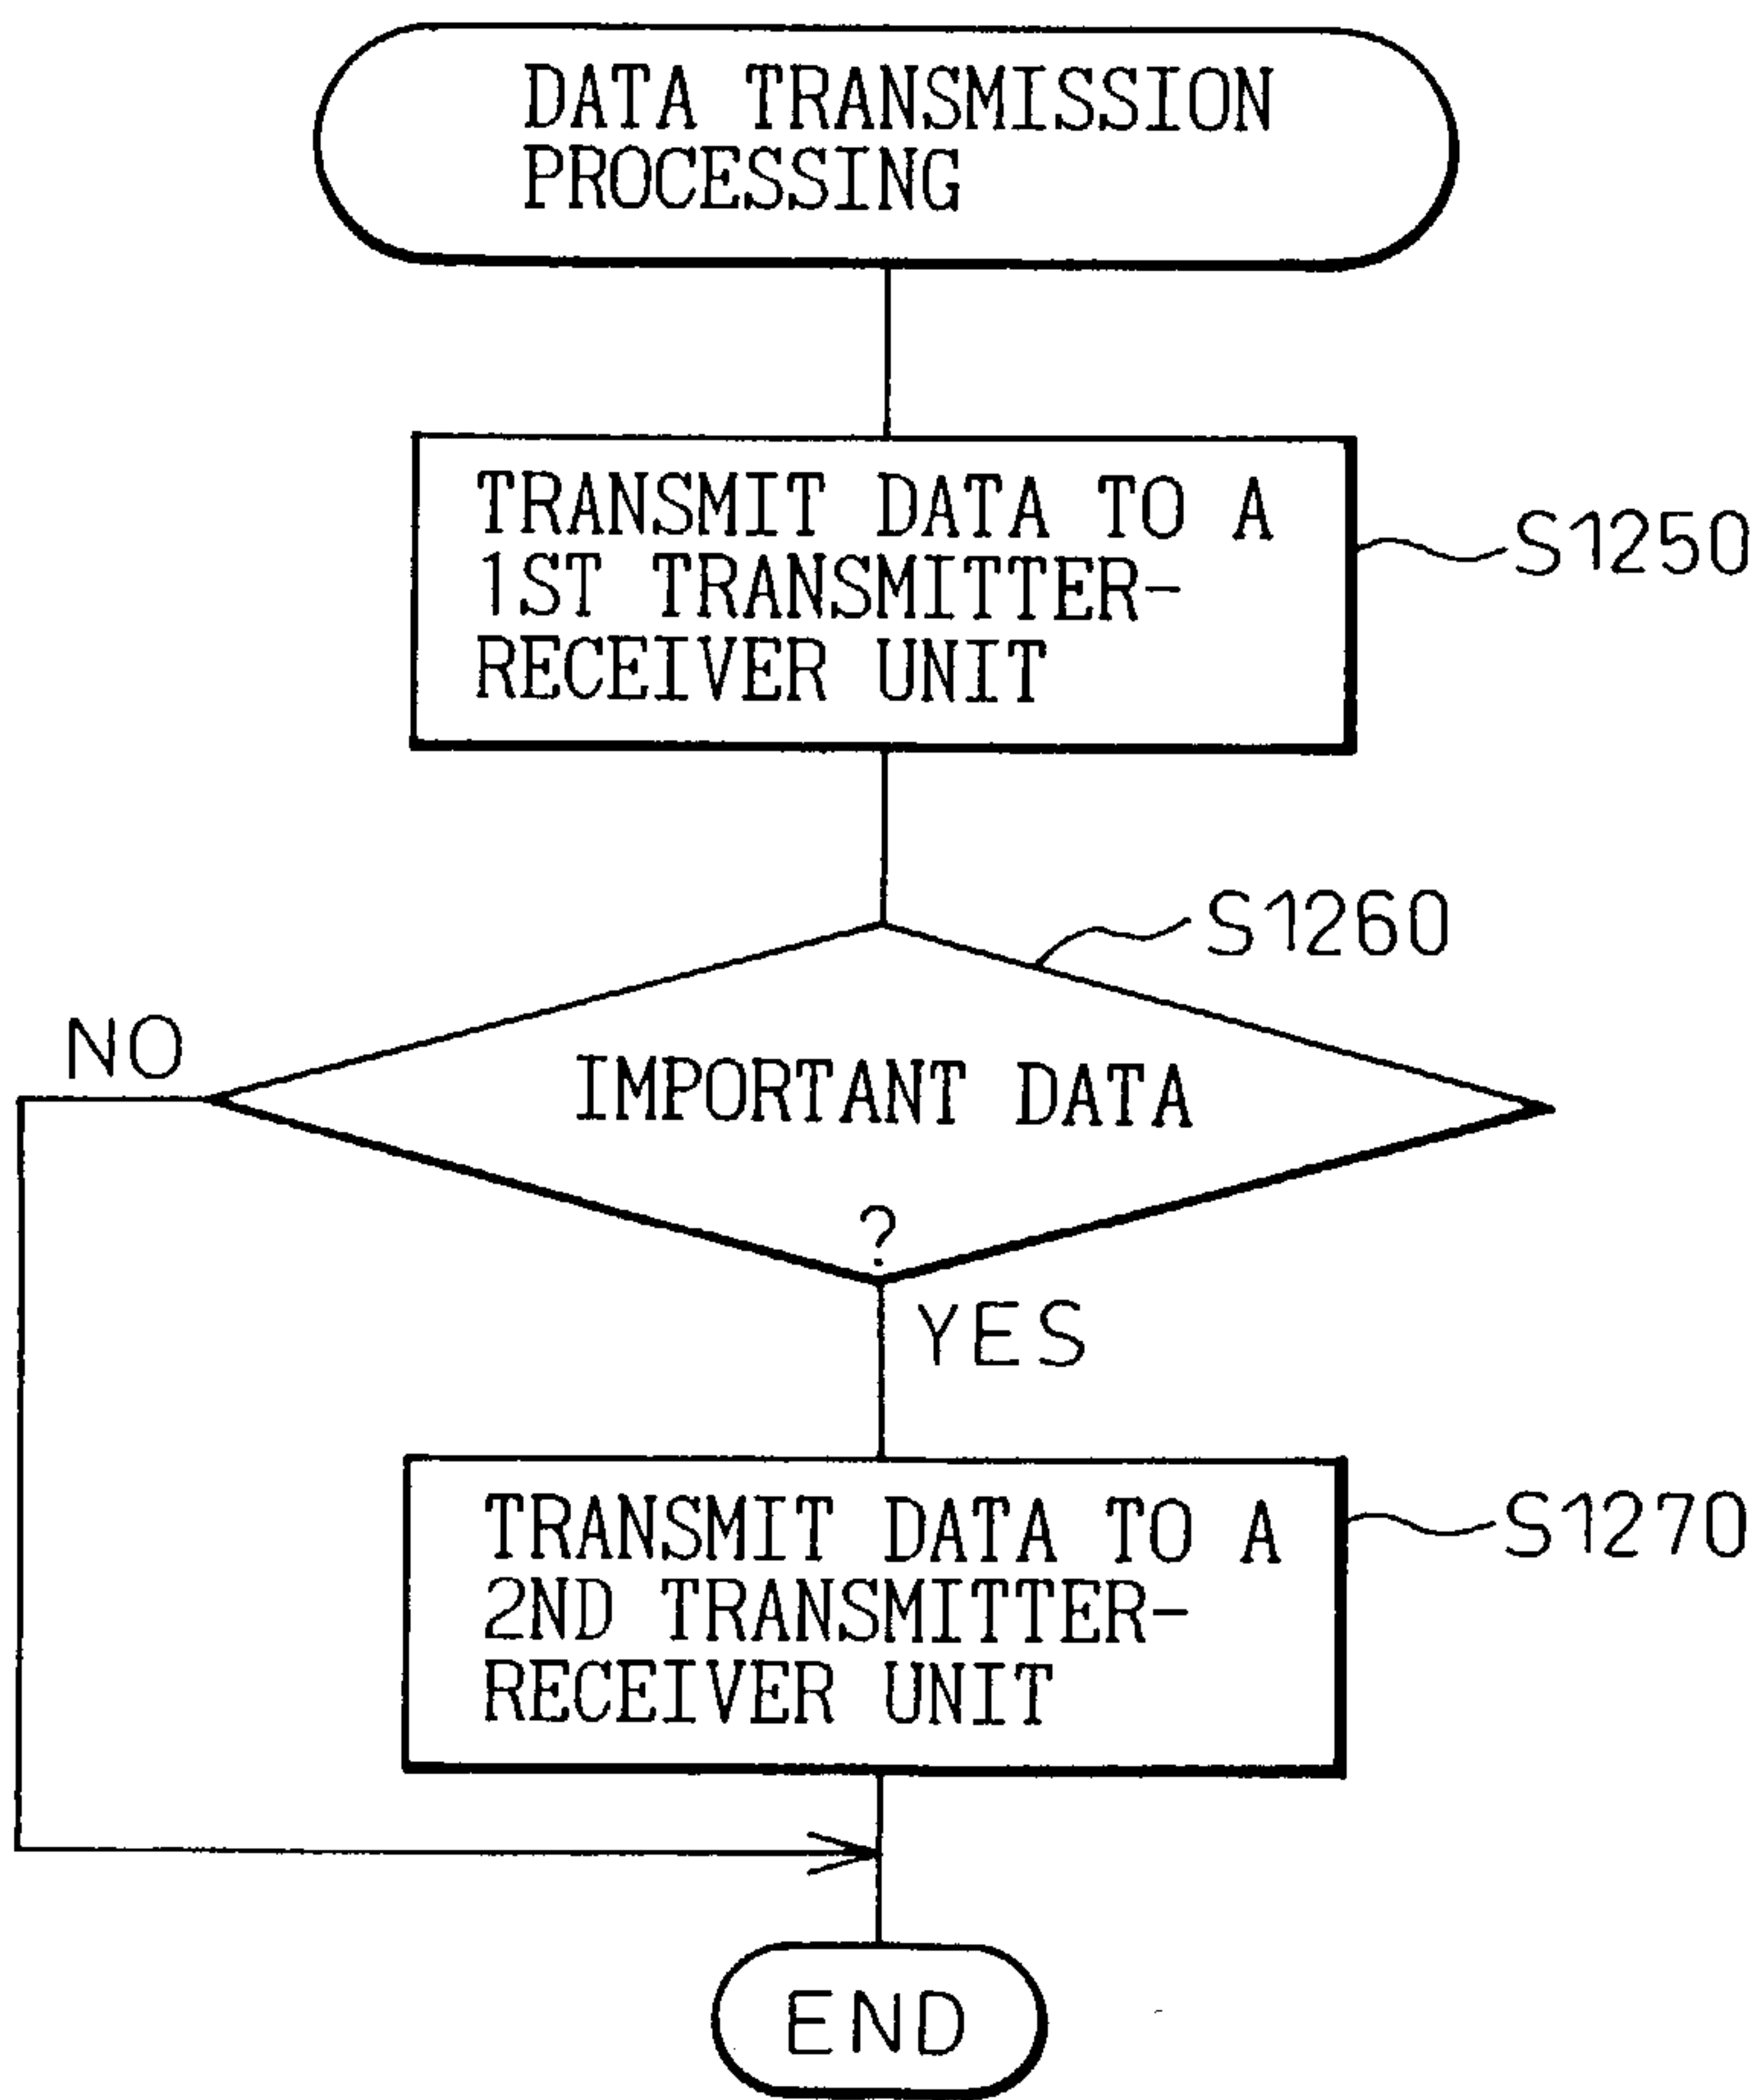 DATA TRANSMISSION
PROCESSING
TRANSMIT DATA TO A
1ST TRANSMITTER-
RECEIVER UNIT
S1250
S1260
NO
IMPORTANT DATA
?
YES
TRANSMIT DATA TO A
2ND TRANSMITTER-
RECEIVER UNIT
S1270
END